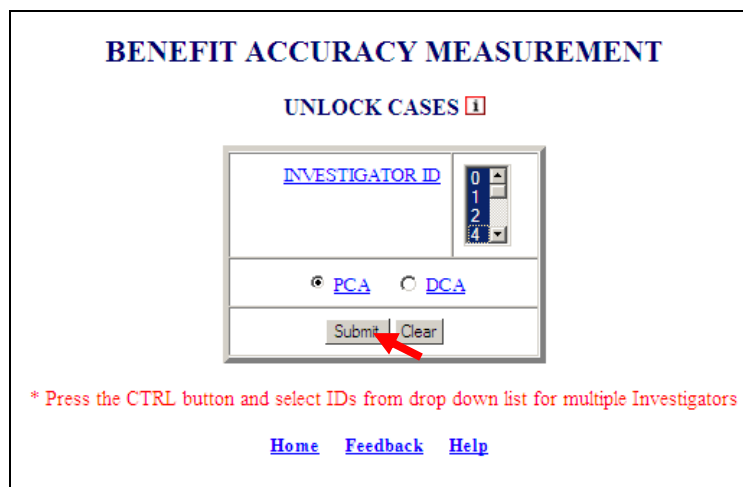 BENEFIT ACCURACY MEASUREMENT
UNLOCK CASES i
INVESTIGATOR ID
0
1
2
4
PCA DCA
Submit Clear
* Press the CTRL button and select IDs from drop down list for multiple Investigators
Home Feedback Help